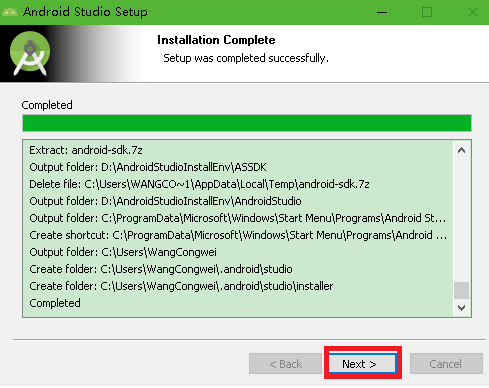 Android Studio Setup
Installation Complete
Setup was completed successfully.
Completed
Extract: android-sdk.7z
Output folder: D:\AndroidStudioInstallEnv\ASSDK
Delete file: C:\Users\WANGCO~1\AppData\Local\Temp\android-sdk.7z
Output folder: D:\AndroidStudioInstallEnv\AndroidStudio
Output folder: C:\ProgramData\Microsoft\Windows\Start Menu\Programs\Android St...
Create shortcut: C:\ProgramData\Microsoft\Windows\Start Menu\Programs\Android ...
Output folder: C:\Users\WangCongwei
Create folder: C:\Users\WangCongwei\.android\studio
Create folder: C:\Users\WangCongwei\.android\studio\installer
Completed
< Back Next > Cancel